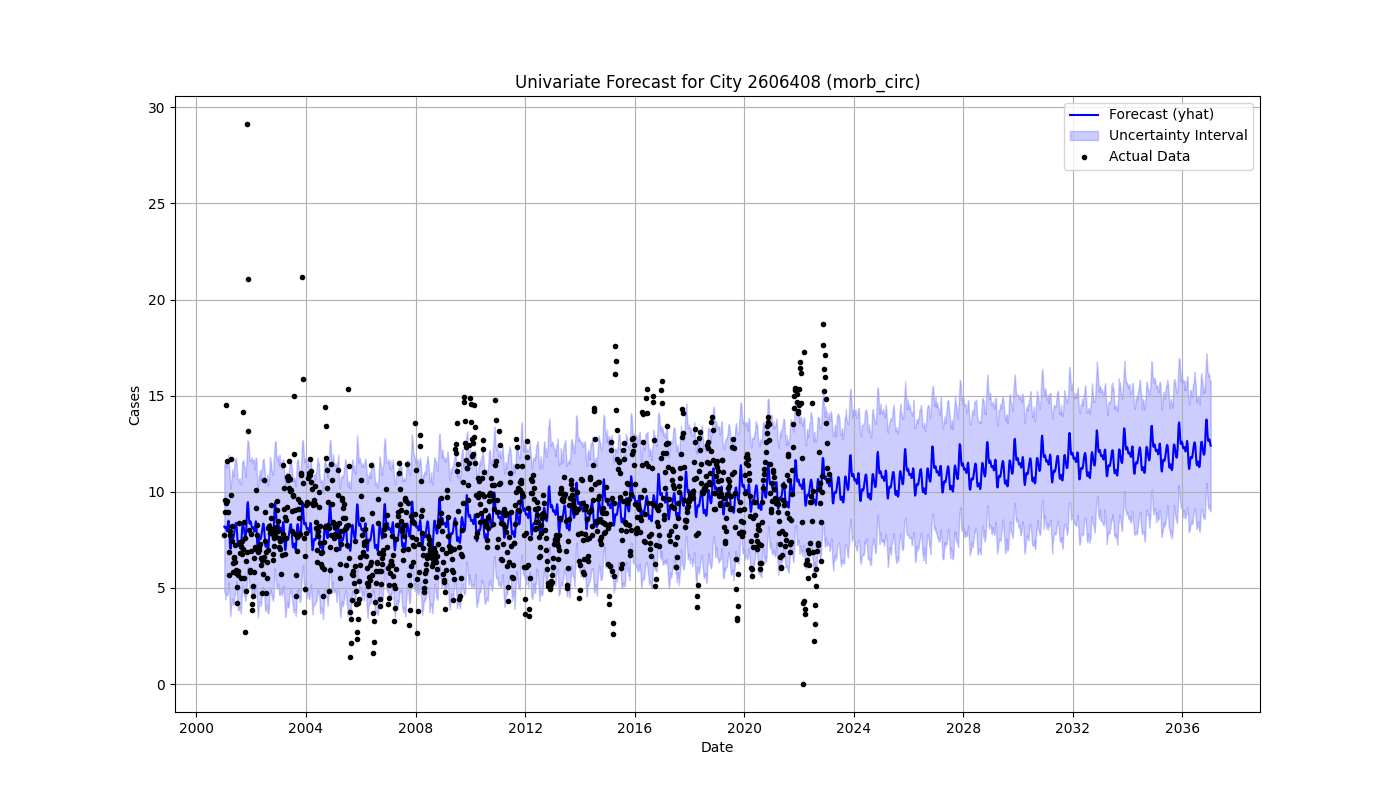 Univariate Forecast for City 2606408 (morb_circ)
Forecast (yhat)
Uncertainty Interval
Actual Data
Cases
30
25
20
15
10
5
0
2000 2004 2008 2012 2016 2020 2024 2028 2032 2036
Date